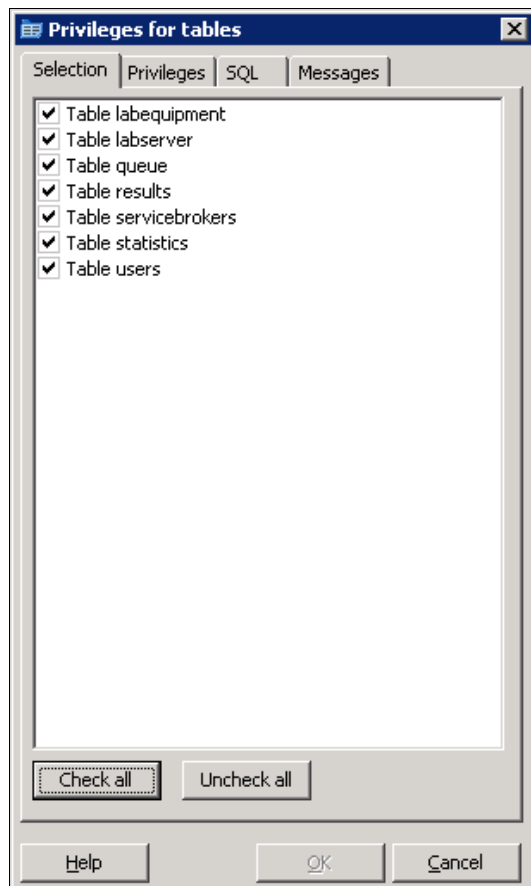 Privileges for tables
Selection Privileges SQL Messages
Table labequipment
Table labserver
Table queue
Table results
Table servicebrokers
Table statistics
Table users
Check all Uncheck all
Help OK Cancel